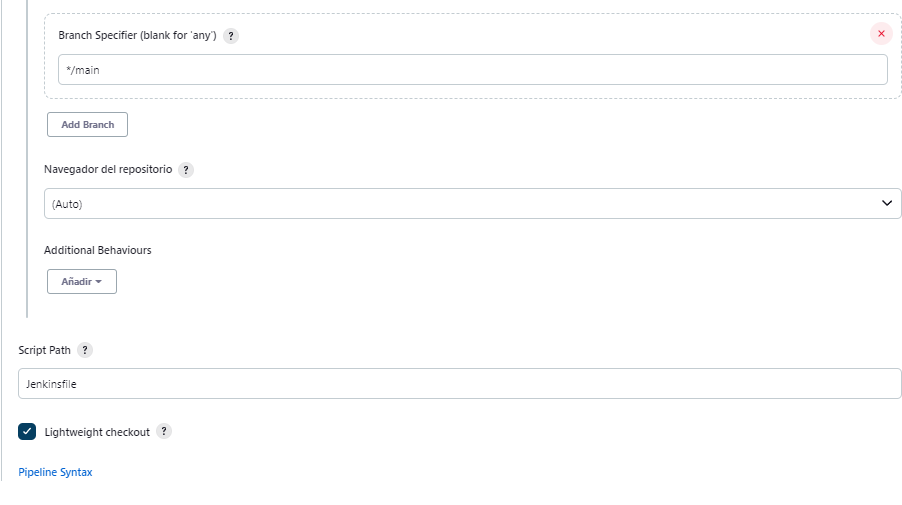 Branch Specifier (blank for 'any') ?
*/main
Add Branch
Navegador del repositorio ?
(Auto)
Additional Behaviours
Añadir
Script Path ?
Jenkinsfile
Lightweight checkout ?
Pipeline Syntax